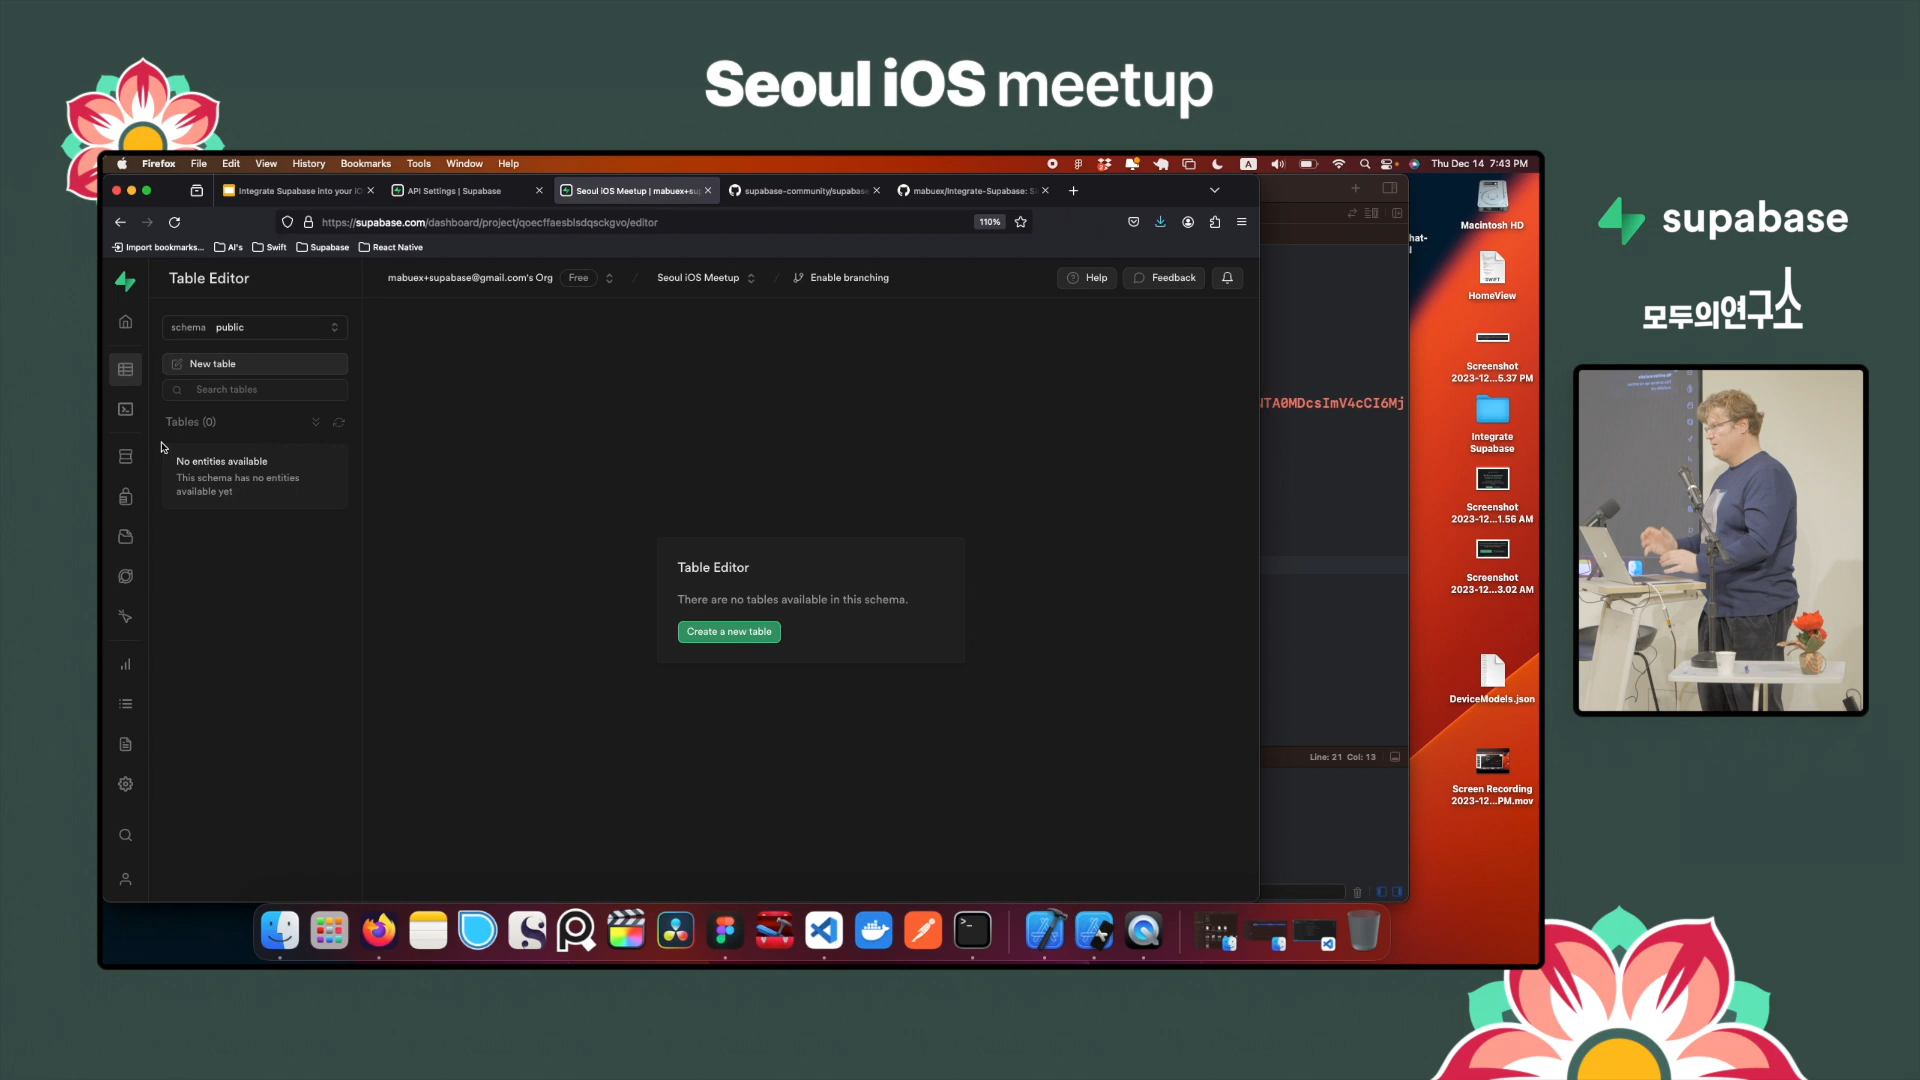 Seoul iOS meetup
Firefox File Edit View History Bookmarks Tools Window Help
A
Thu Dec 14 7:43 PM
Integrate Supabase into your
API Settings | Supabase
Seoul iOS Meetup | mabuex+su
supabase-community/supabase
mabuex/Integrate-Supabase:
https://supabase.com/dashboard/project/qoecffaesblsdqsckgvo/editor
110%
Import bookmarks... AI's Swift Supabase React Native
Table Editor
mabuex+supabase@gmail.com's Org Free / Seoul iOS Meetup / Enable branching
Help Feedback
schema public
New table
Search tables
Tables (0)
No entities available
This schema has no entities
available yet
Table Editor
There are no tables available in this schema.
Create a new table
hat-
NTA0MDcsImV4cCI6Mj
Line: 21 Col: 13
Macintosh HD
SWIFT
HomeView
Screenshot
2023-12...5.37 PM
Integrate
Supabase
Screenshot
2023-12...1.56 AM
Screenshot
2023-12...3.02 AM
DeviceModels.json
Screen Recording
2023-12...PM.mov
supabase
모두의연구소